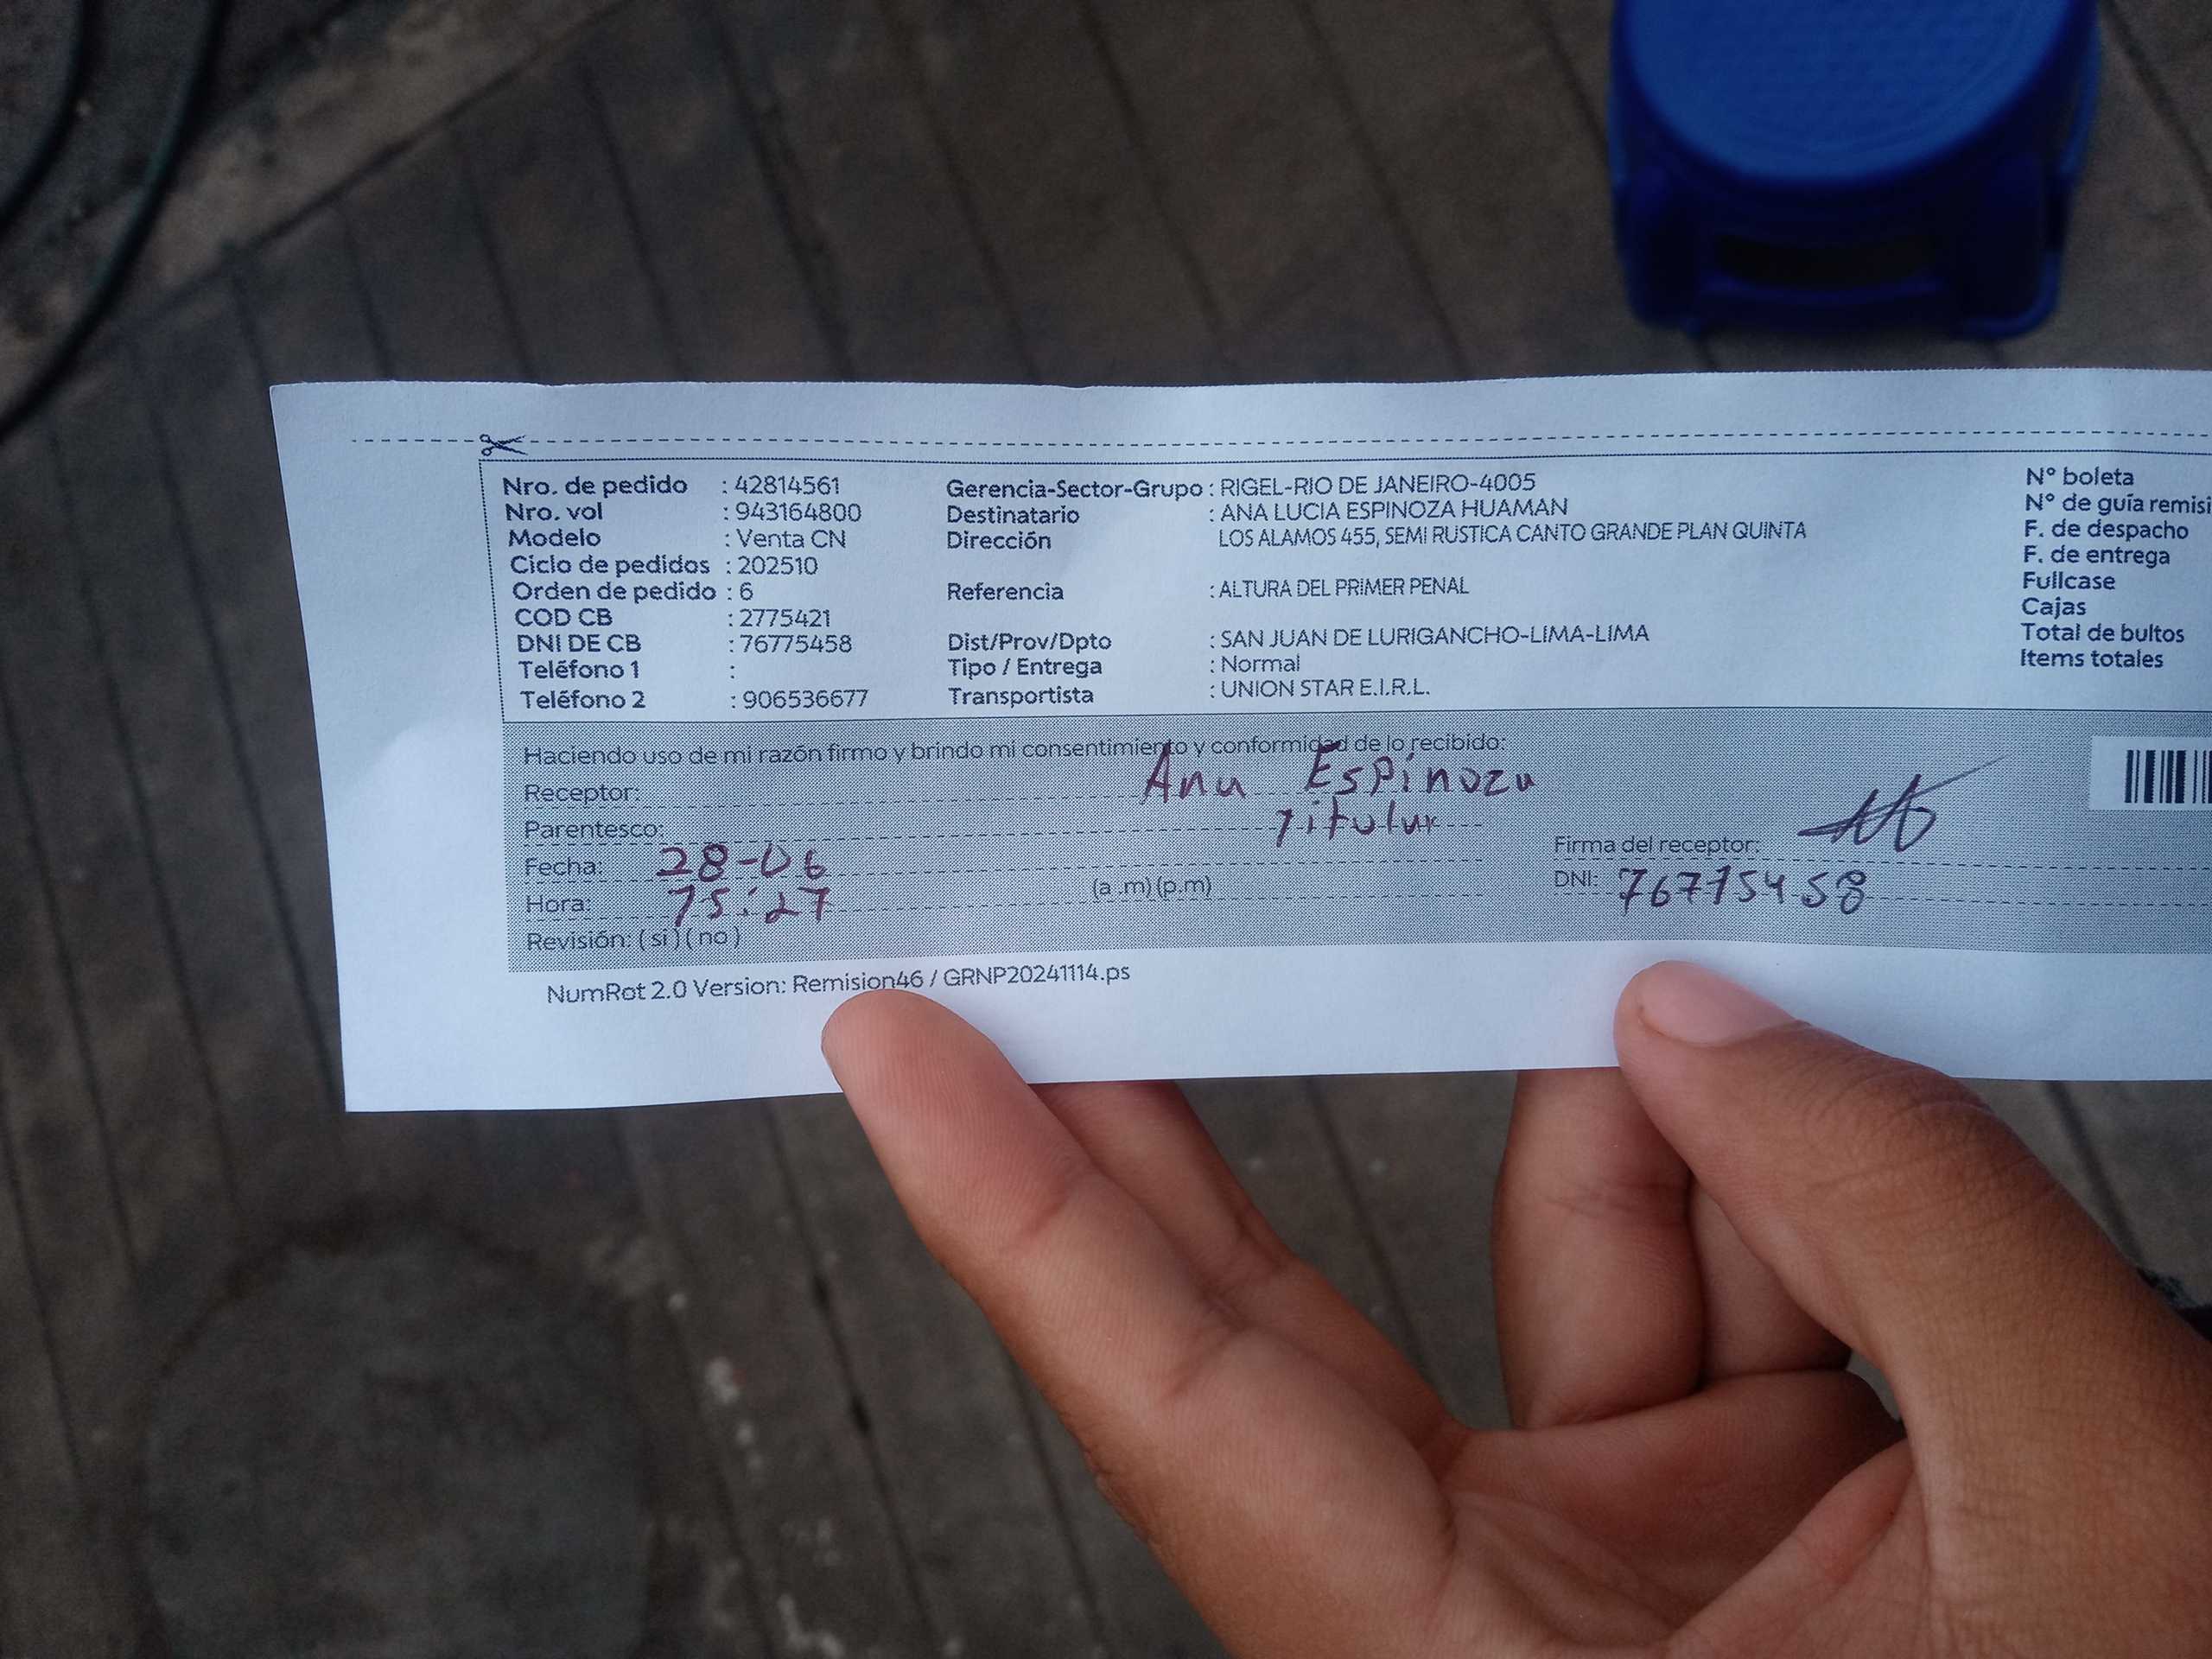 Nro. de pedido : 42814561
Nro. vol : 943164800
Modelo : Venta CN
Ciclo de pedidos : 202510
Orden de pedido : 6
COD CB : 2775421
DNI DE CB : 76775458
Teléfono 1 :
Teléfono 2 : 906536677
Gerencia-Sector-Grupo : RIGEL-RIO DE JANEIRO-4005
Destinatario : ANA LUCIA ESPINOZA HUAMAN
Dirección LOS ALAMOS 455, SEMI RUSTICA CANTO GRANDE PLAN QUINTA
Referencia : ALTURA DEL PRIMER PENAL
Dist/Prov/Dpto : SAN JUAN DE LURIGANCHO-LIMA-LIMA
Tipo / Entrega : Normal
Transportista : UNION STAR E.I.R.L.
N° boleta
N° de guía remisi
F. de despacho
F. de entrega
Fullcase
Cajas
Total de bultos
Items totales
Haciendo uso de mi razón firmo y brindo mi consentimiento y conformidad de lo recibido:
Receptor: Ana Espinoza
Parentesco: Titular
Fecha: 28-06
Hora: 15:27 (a .m) (p.m)
Revisión: ( si ) ( no )
Firma del receptor:
DNI: 76775458
NumRot 2.0 Version: Remision46 / GRNP20241114.ps